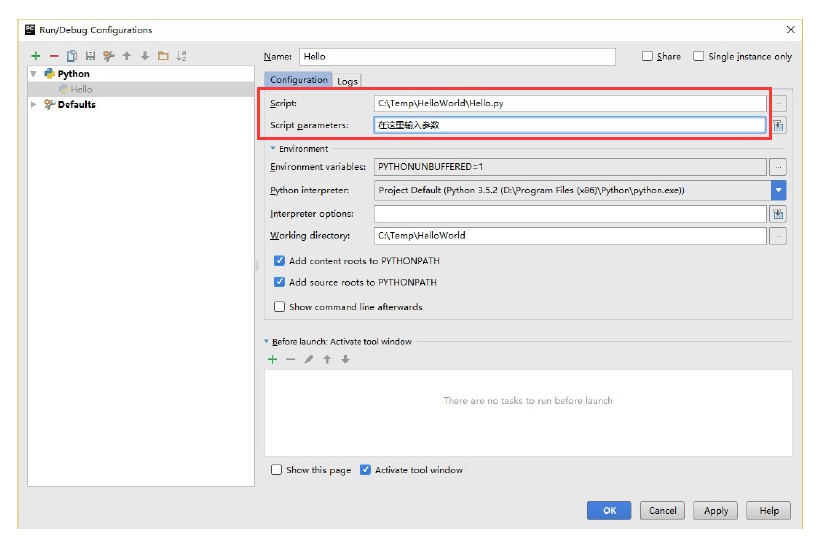 Run/Debug Configurations
Name: Hello
Share
Single instance only
Python
Hello
Defaults
Configuration
Logs
Script: C:\Temp\HelloWorld\Hello.py
Script parameters: 在这里输入参数
Environment
Environment variables: PYTHONUNBUFFERED=1
Python interpreter: Project Default (Python 3.5.2 (D:\Program Files (x86)\Python\python.exe))
Interpreter options:
Working directory: C:\Temp\HelloWorld
Add content roots to PYTHONPATH
Add source roots to PYTHONPATH
Show command line afterwards
Before launch: Activate tool window
There are no tasks to run before launch
Show this page
Activate tool window
OK
Cancel
Apply
Help